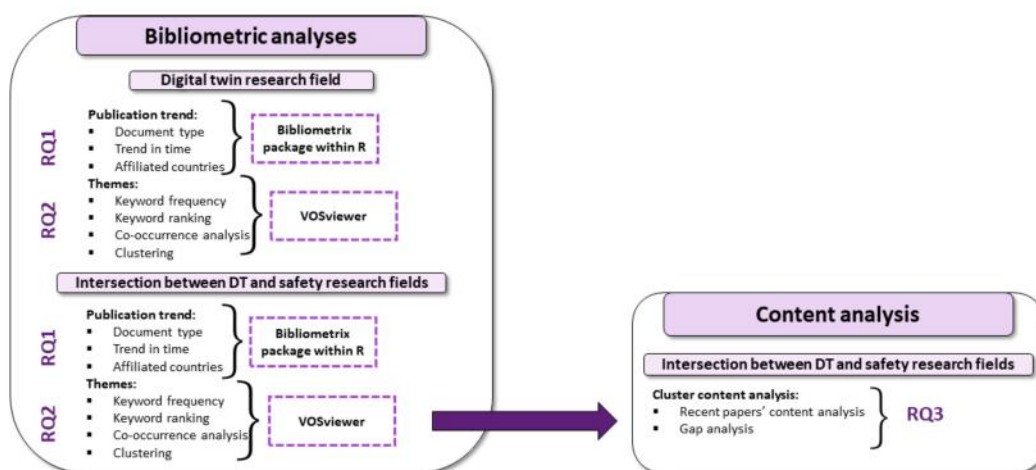 Bibliometric analyses
Digital twin research field
RQ1
Publication trend:
▪ Document type
▪ Trend in time
▪ Affiliated countries
Bibliometrix
package within R
RQ2
Themes:
▪ Keyword frequency
▪ Keyword ranking
▪ Co-occurrence analysis
▪ Clustering
VOSviewer
Intersection between DT and safety research fields
RQ1
Publication trend:
▪ Document type
▪ Trend in time
▪ Affiliated countries
Bibliometrix
package within R
RQ2
Themes:
▪ Keyword frequency
▪ Keyword ranking
▪ Co-occurrence analysis
▪ Clustering
VOSviewer
Content analysis
Intersection between DT and safety research fields
Cluster content analysis:
▪ Recent papers' content analysis
▪ Gap analysis
RQ3